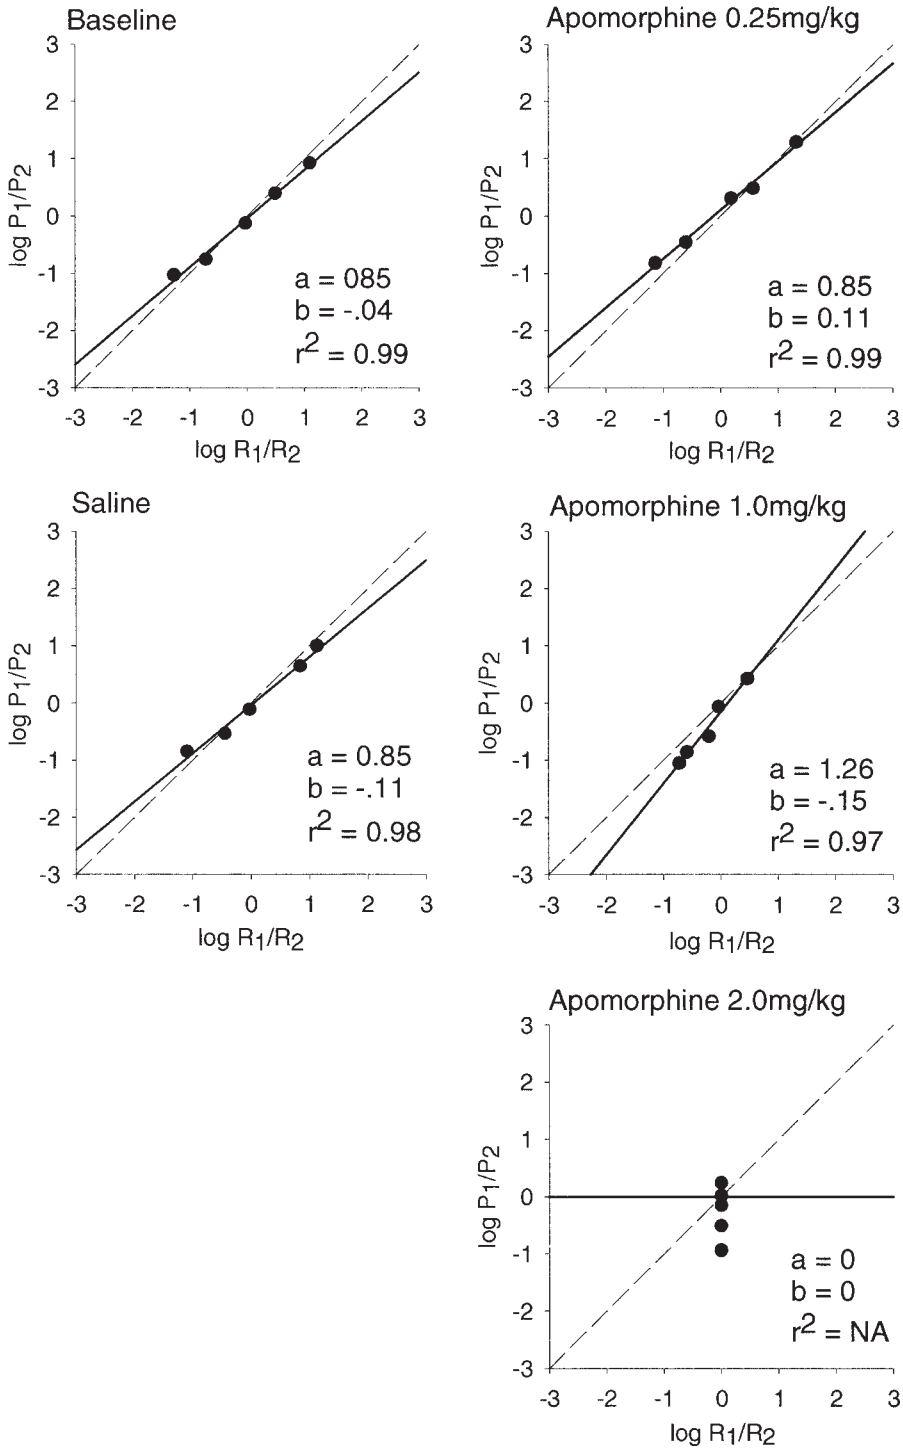 Baseline
3
2
1
0
-1
-2
-3
log P1/P2
a = 085
b = -.04
r2 = 0.99
-3 -2 -1 0 1 2 3
log R1/R2
Apomorphine 0.25mg/kg
3
2
1
0
-1
-2
-3
log P1/P2
a = 0.85
b = 0.11
r2 = 0.99
-3 -2 -1 0 1 2 3
log R1/R2
Saline
3
2
1
0
-1
-2
-3
log P1/P2
a = 0.85
b = -.11
r2 = 0.98
-3 -2 -1 0 1 2 3
log R1/R2
Apomorphine 1.0mg/kg
3
2
1
0
-1
-2
-3
log P1/P2
a = 1.26
b = -.15
r2 = 0.97
-3 -2 -1 0 1 2 3
log R1/R2
Apomorphine 2.0mg/kg
3
2
1
0
-1
-2
-3
log P1/P2
a = 0
b = 0
r2 = NA
-3 -2 -1 0 1 2 3
log R1/R2